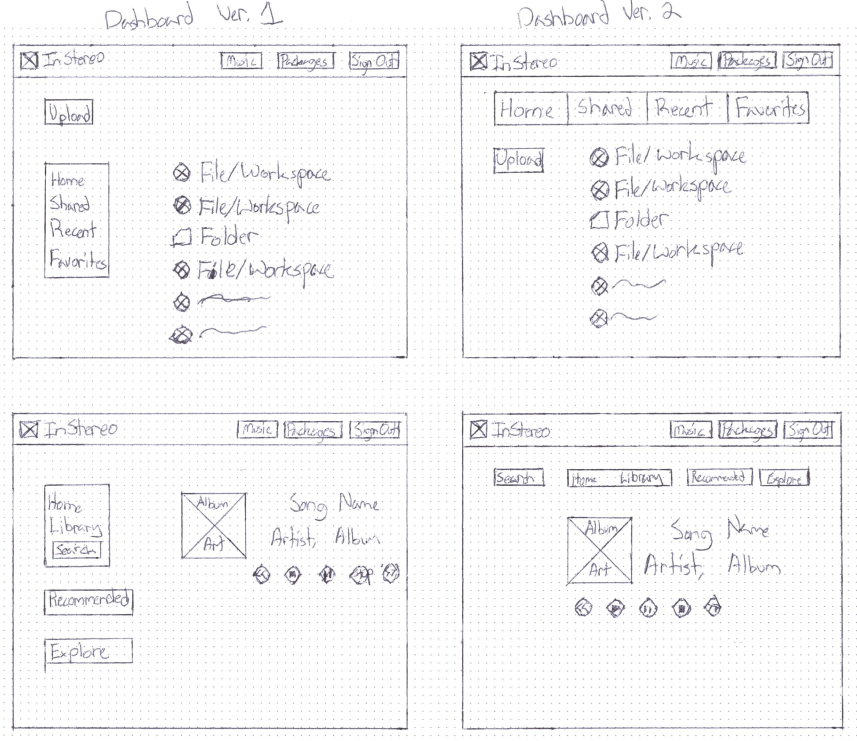 Dashboard Ver. 1
InStereo Music Packages Sign Out
Upload
Home
Shared
Recent
Favorites
File/Workspace
File/Workspace
Folder
File/Workspace
Dashboard Ver. 2
InStereo Music Packages Sign Out
Home Shared Recent Favorites
Upload
File/Workspace
File/Workspace
Folder
File/Workspace
InStereo Music Packages Sign Out
Home
Library
Search
Recommended
Explore
Album
Art
Song Name
Artist, Album
InStereo Music Packages Sign Out
Search Home Library Recommended Explore
Album
Art
Song Name
Artist, Album